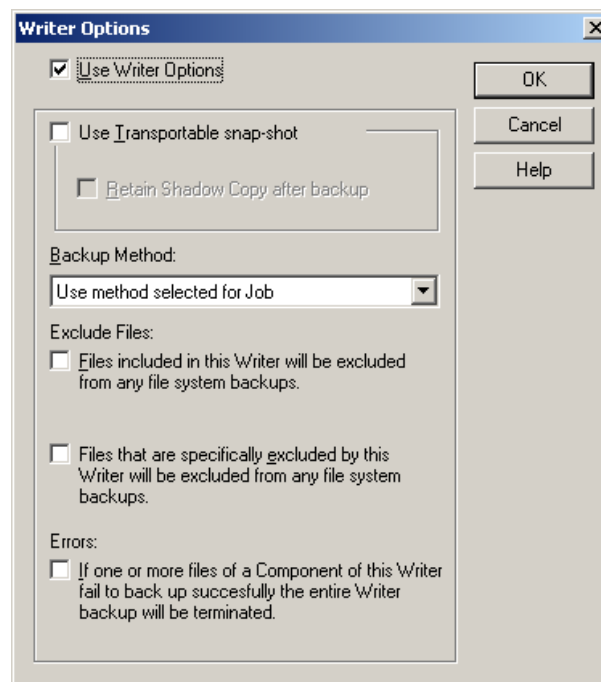 Writer Options
Use Writer Options
OK
Cancel
Help
Use Transportable snap-shot
Retain Shadow Copy after backup
Backup Method:
Use method selected for Job
Exclude Files:
Files included in this Writer will be excluded
from any file system backups.
Files that are specifically excluded by this
Writer will be excluded from any file system
backups.
Errors:
If one or more files of a Component of this Writer
fail to back up succesfully the entire Writer
backup will be terminated.